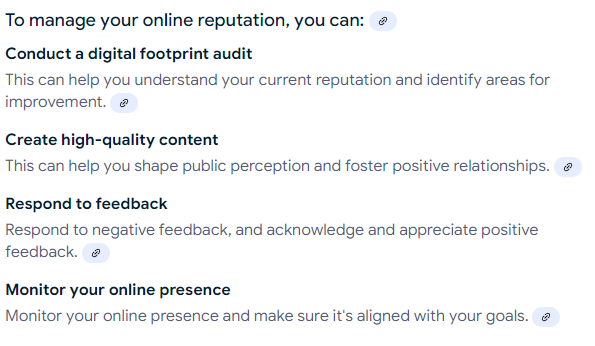 To manage your online reputation, you can:
Conduct a digital footprint audit
This can help you understand your current reputation and identify areas for
improvement.
Create high-quality content
This can help you shape public perception and foster positive relationships.
Respond to feedback
Respond to negative feedback, and acknowledge and appreciate positive
feedback.
Monitor your online presence
Monitor your online presence and make sure it's aligned with your goals.